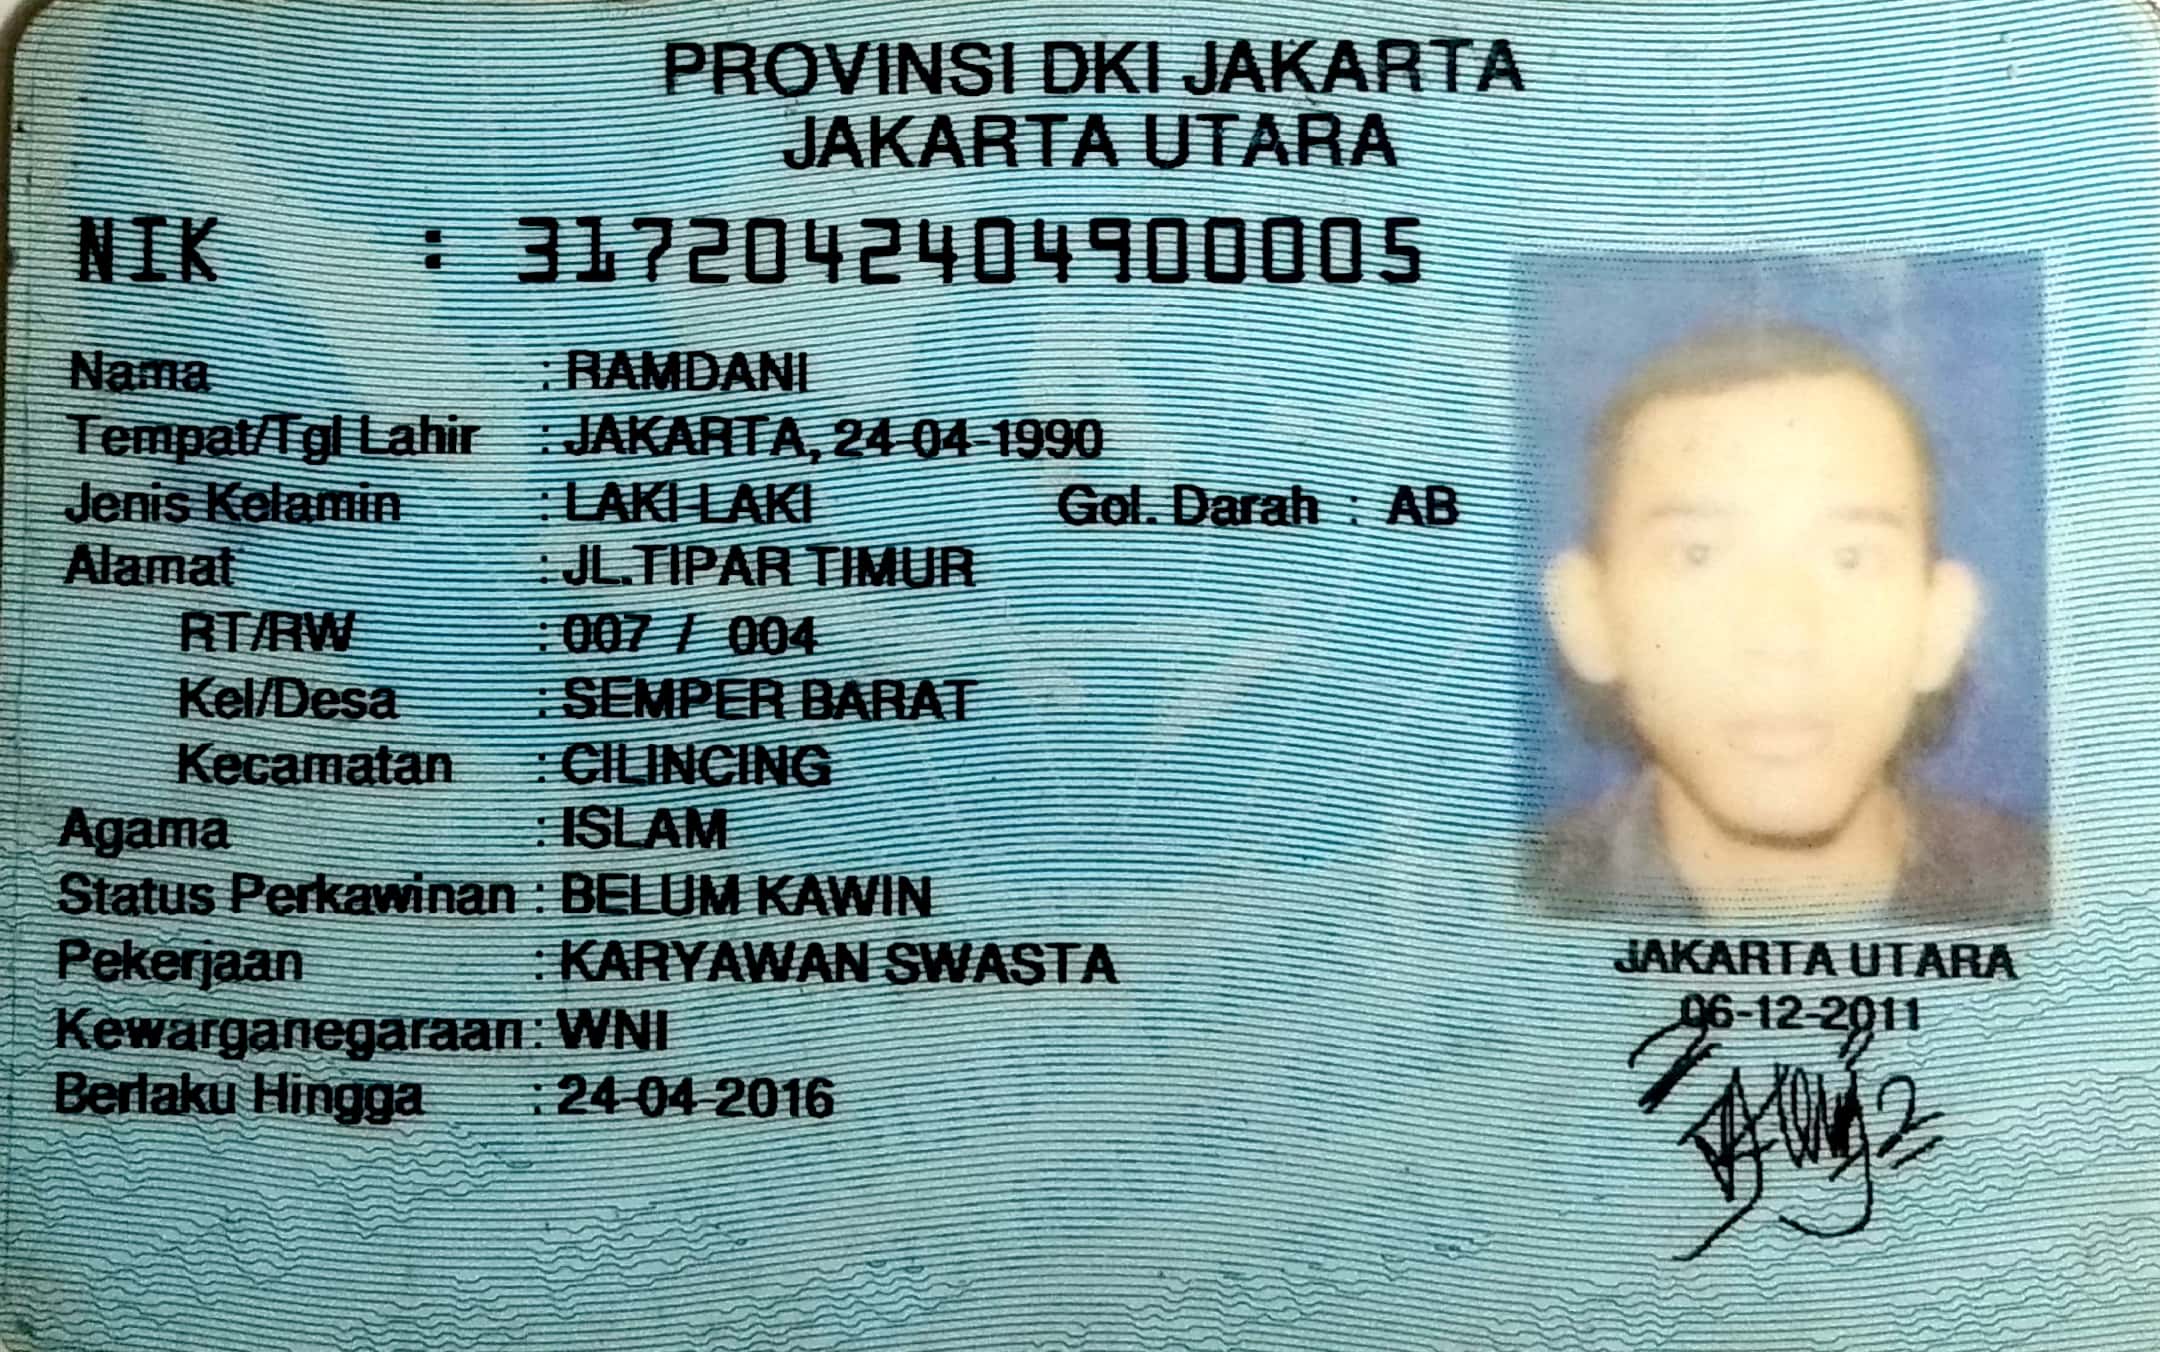 PROVINSI DKI JAKARTA
JAKARTA UTARA
NIK : 3172042404900005
Nama : RAMDANI
Tempat/Tgl Lahir : JAKARTA, 24-04-1990
Jenis Kelamin : LAKI-LAKI Gol. Darah : AB
Alamat : JL.TIPAR TIMUR
RT/RW : 007 / 004
Kel/Desa : SEMPER BARAT
Kecamatan : CILINCING
Agama : ISLAM
Status Perkawinan : BELUM KAWIN
Pekerjaan : KARYAWAN SWASTA
Kewarganegaraan : WNI
Berlaku Hingga : 24-04-2016
JAKARTA UTARA
06-12-2011